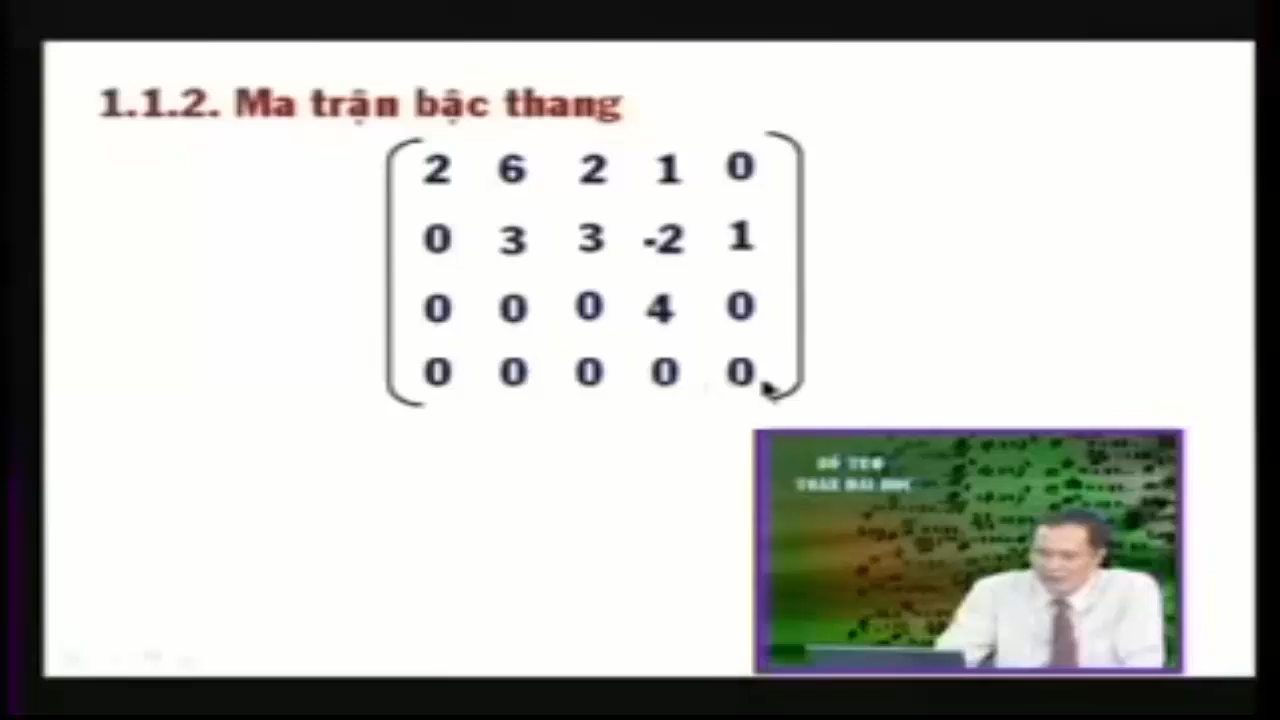 1.1.2. Ma trận bậc thang
2 6 2 1 0
0 3 3 -2 1
0 0 0 4 0
0 0 0 0 0